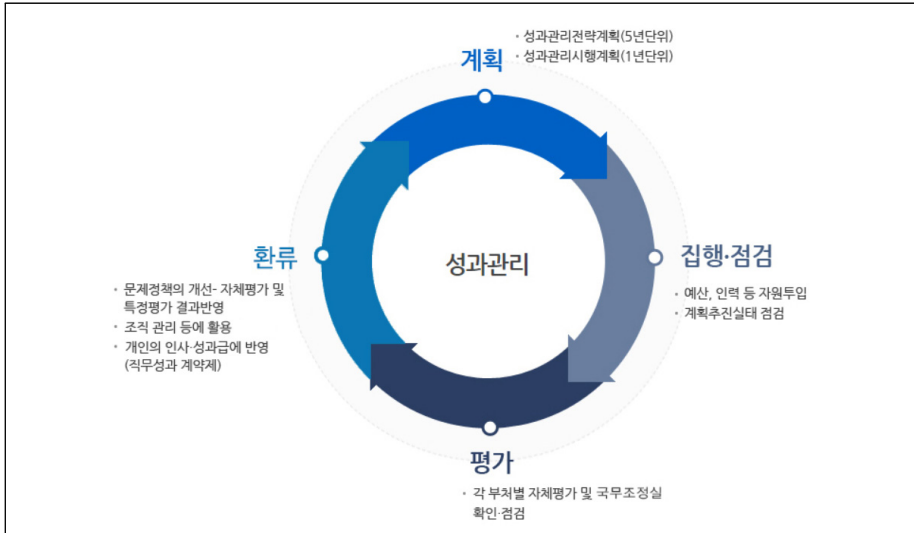 계획
· 성과관리전략계획(5년단위)
· 성과관리시행계획(1년단위)
집행·점검
· 예산, 인력 등 자원투입
· 계획추진실태 점검
성과관리
환류
· 문제정책의 개선- 자체평가 및
특정평가 결과반영
· 조직 관리 등에 활용
· 개인의 인사·성과급에 반영
(직무성과 계약제)
평가
· 각 부처별 자체평가 및 국무조정실
확인·점검